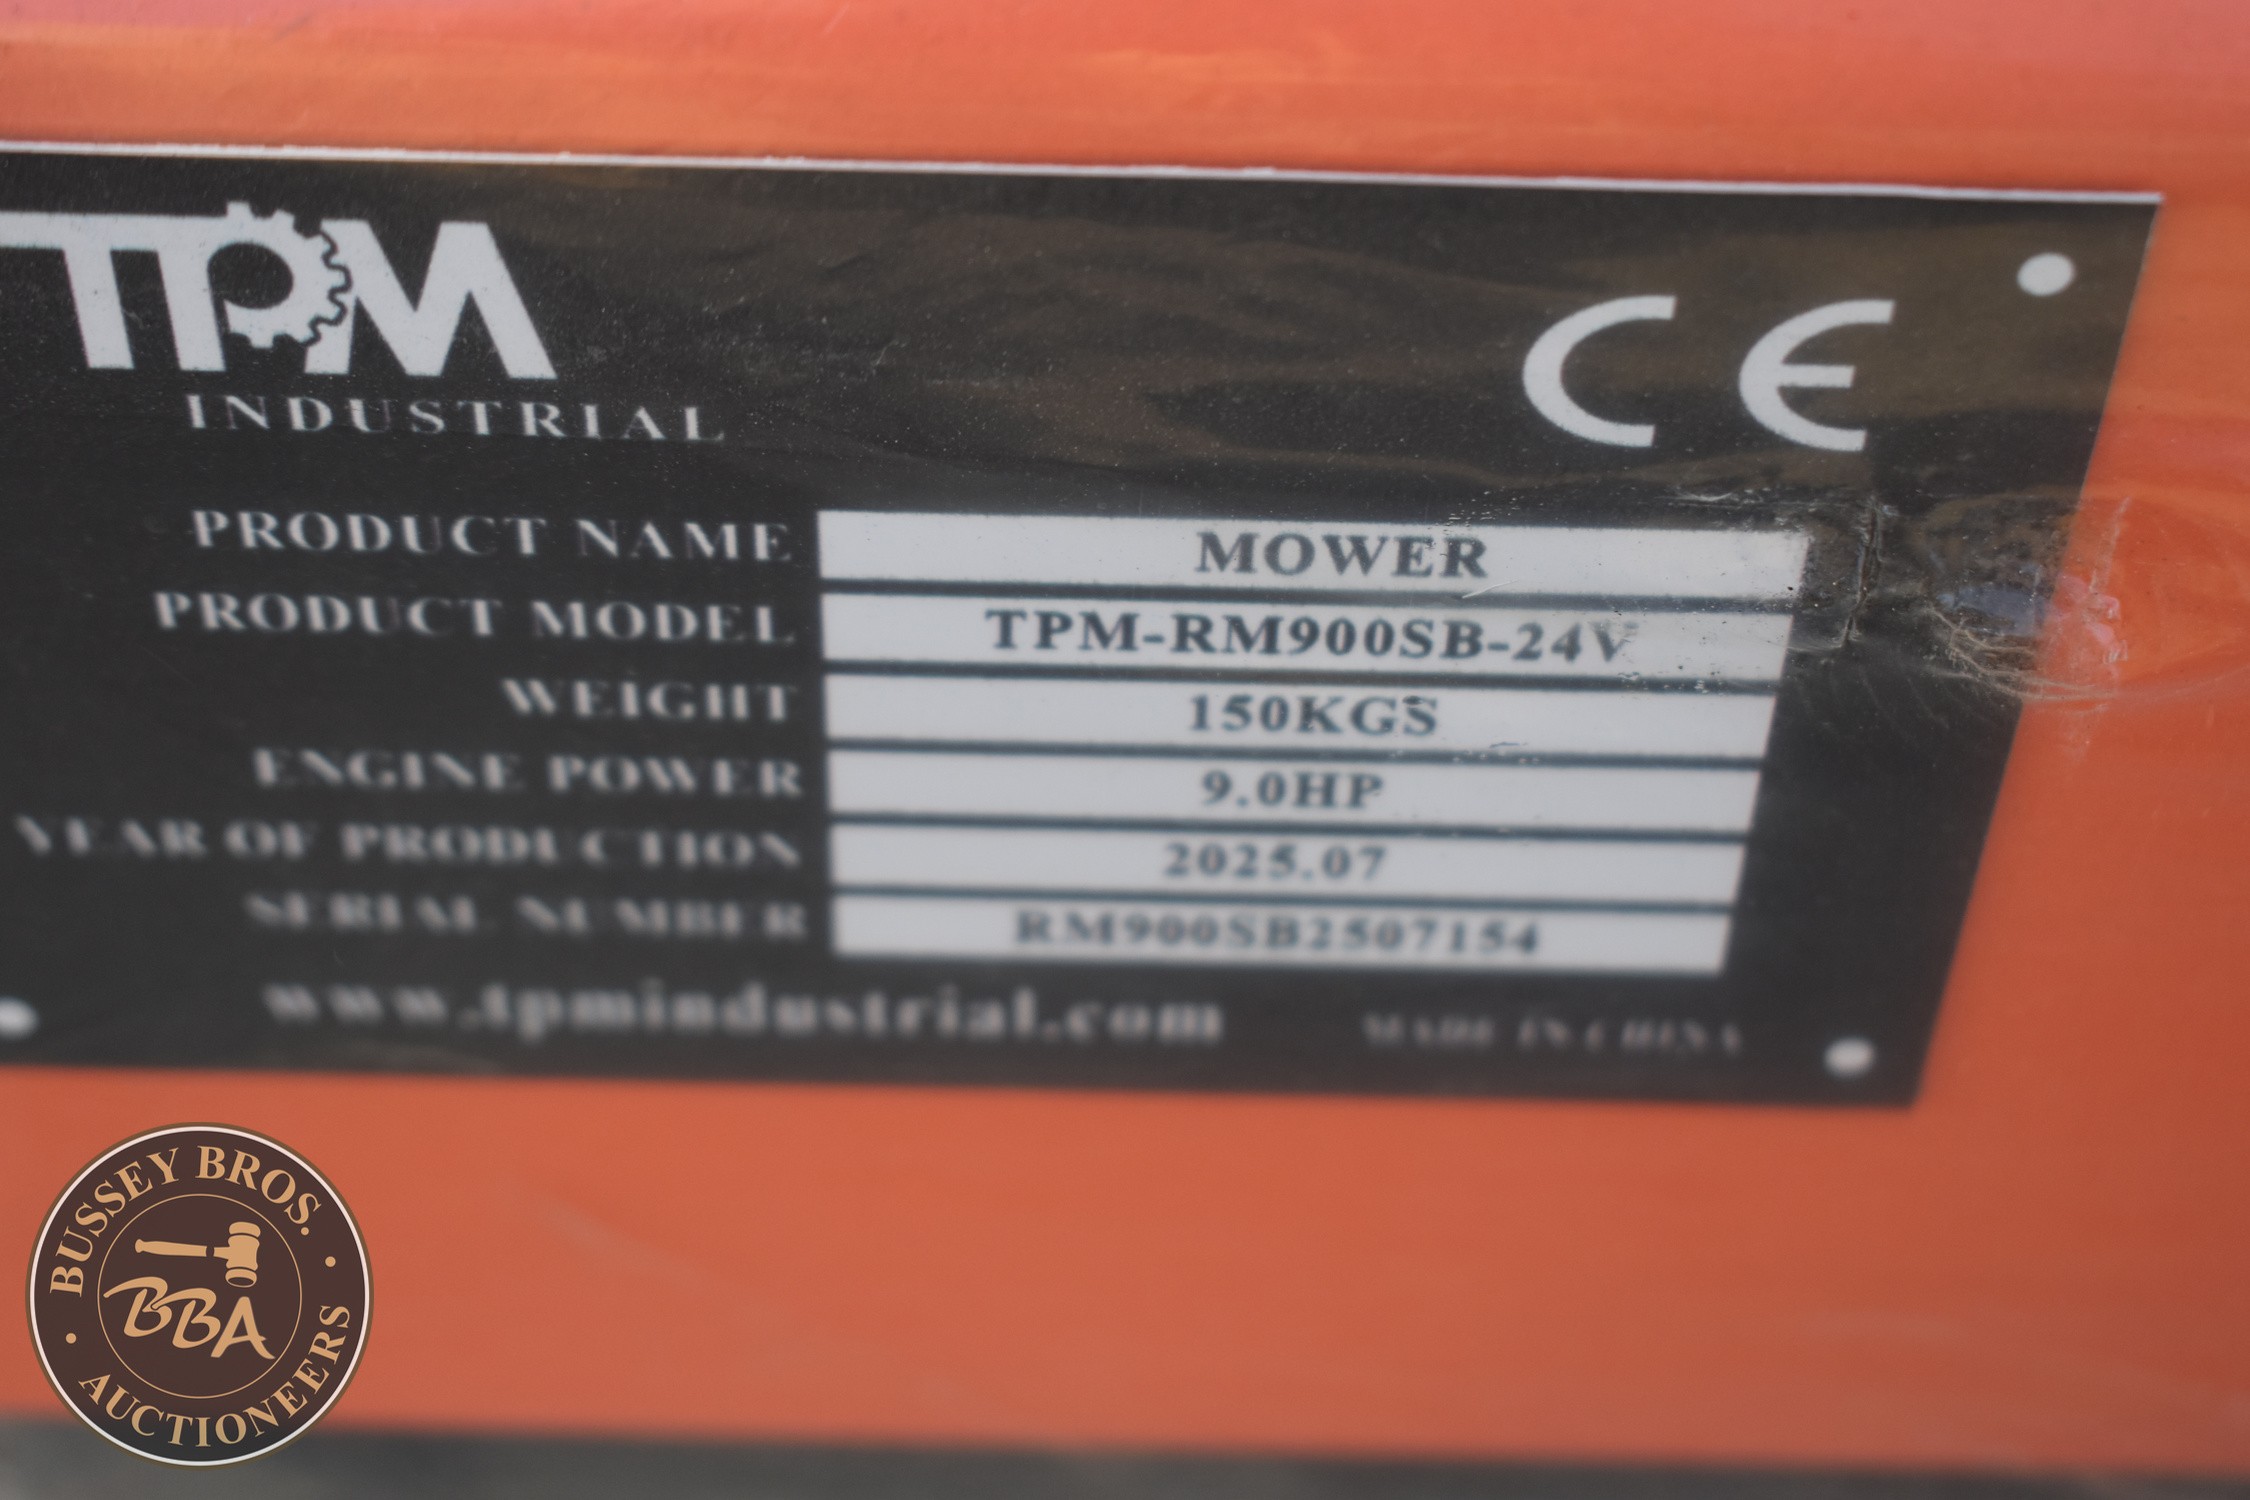 TPM
INDUSTRIAL
CE
PRODUCT NAME MOWER
PRODUCT MODEL TPM-RM900SB-24V
WEIGHT 150KGS
ENGINE POWER 9.0HP
YEAR OF PRODUCTION 2025.07
SERIAL NUMBER RM900SB2507154
www.tpmindustrial.com MADE IN CHINA
BUSSEY BROS.
BBA
AUCTIONEERS